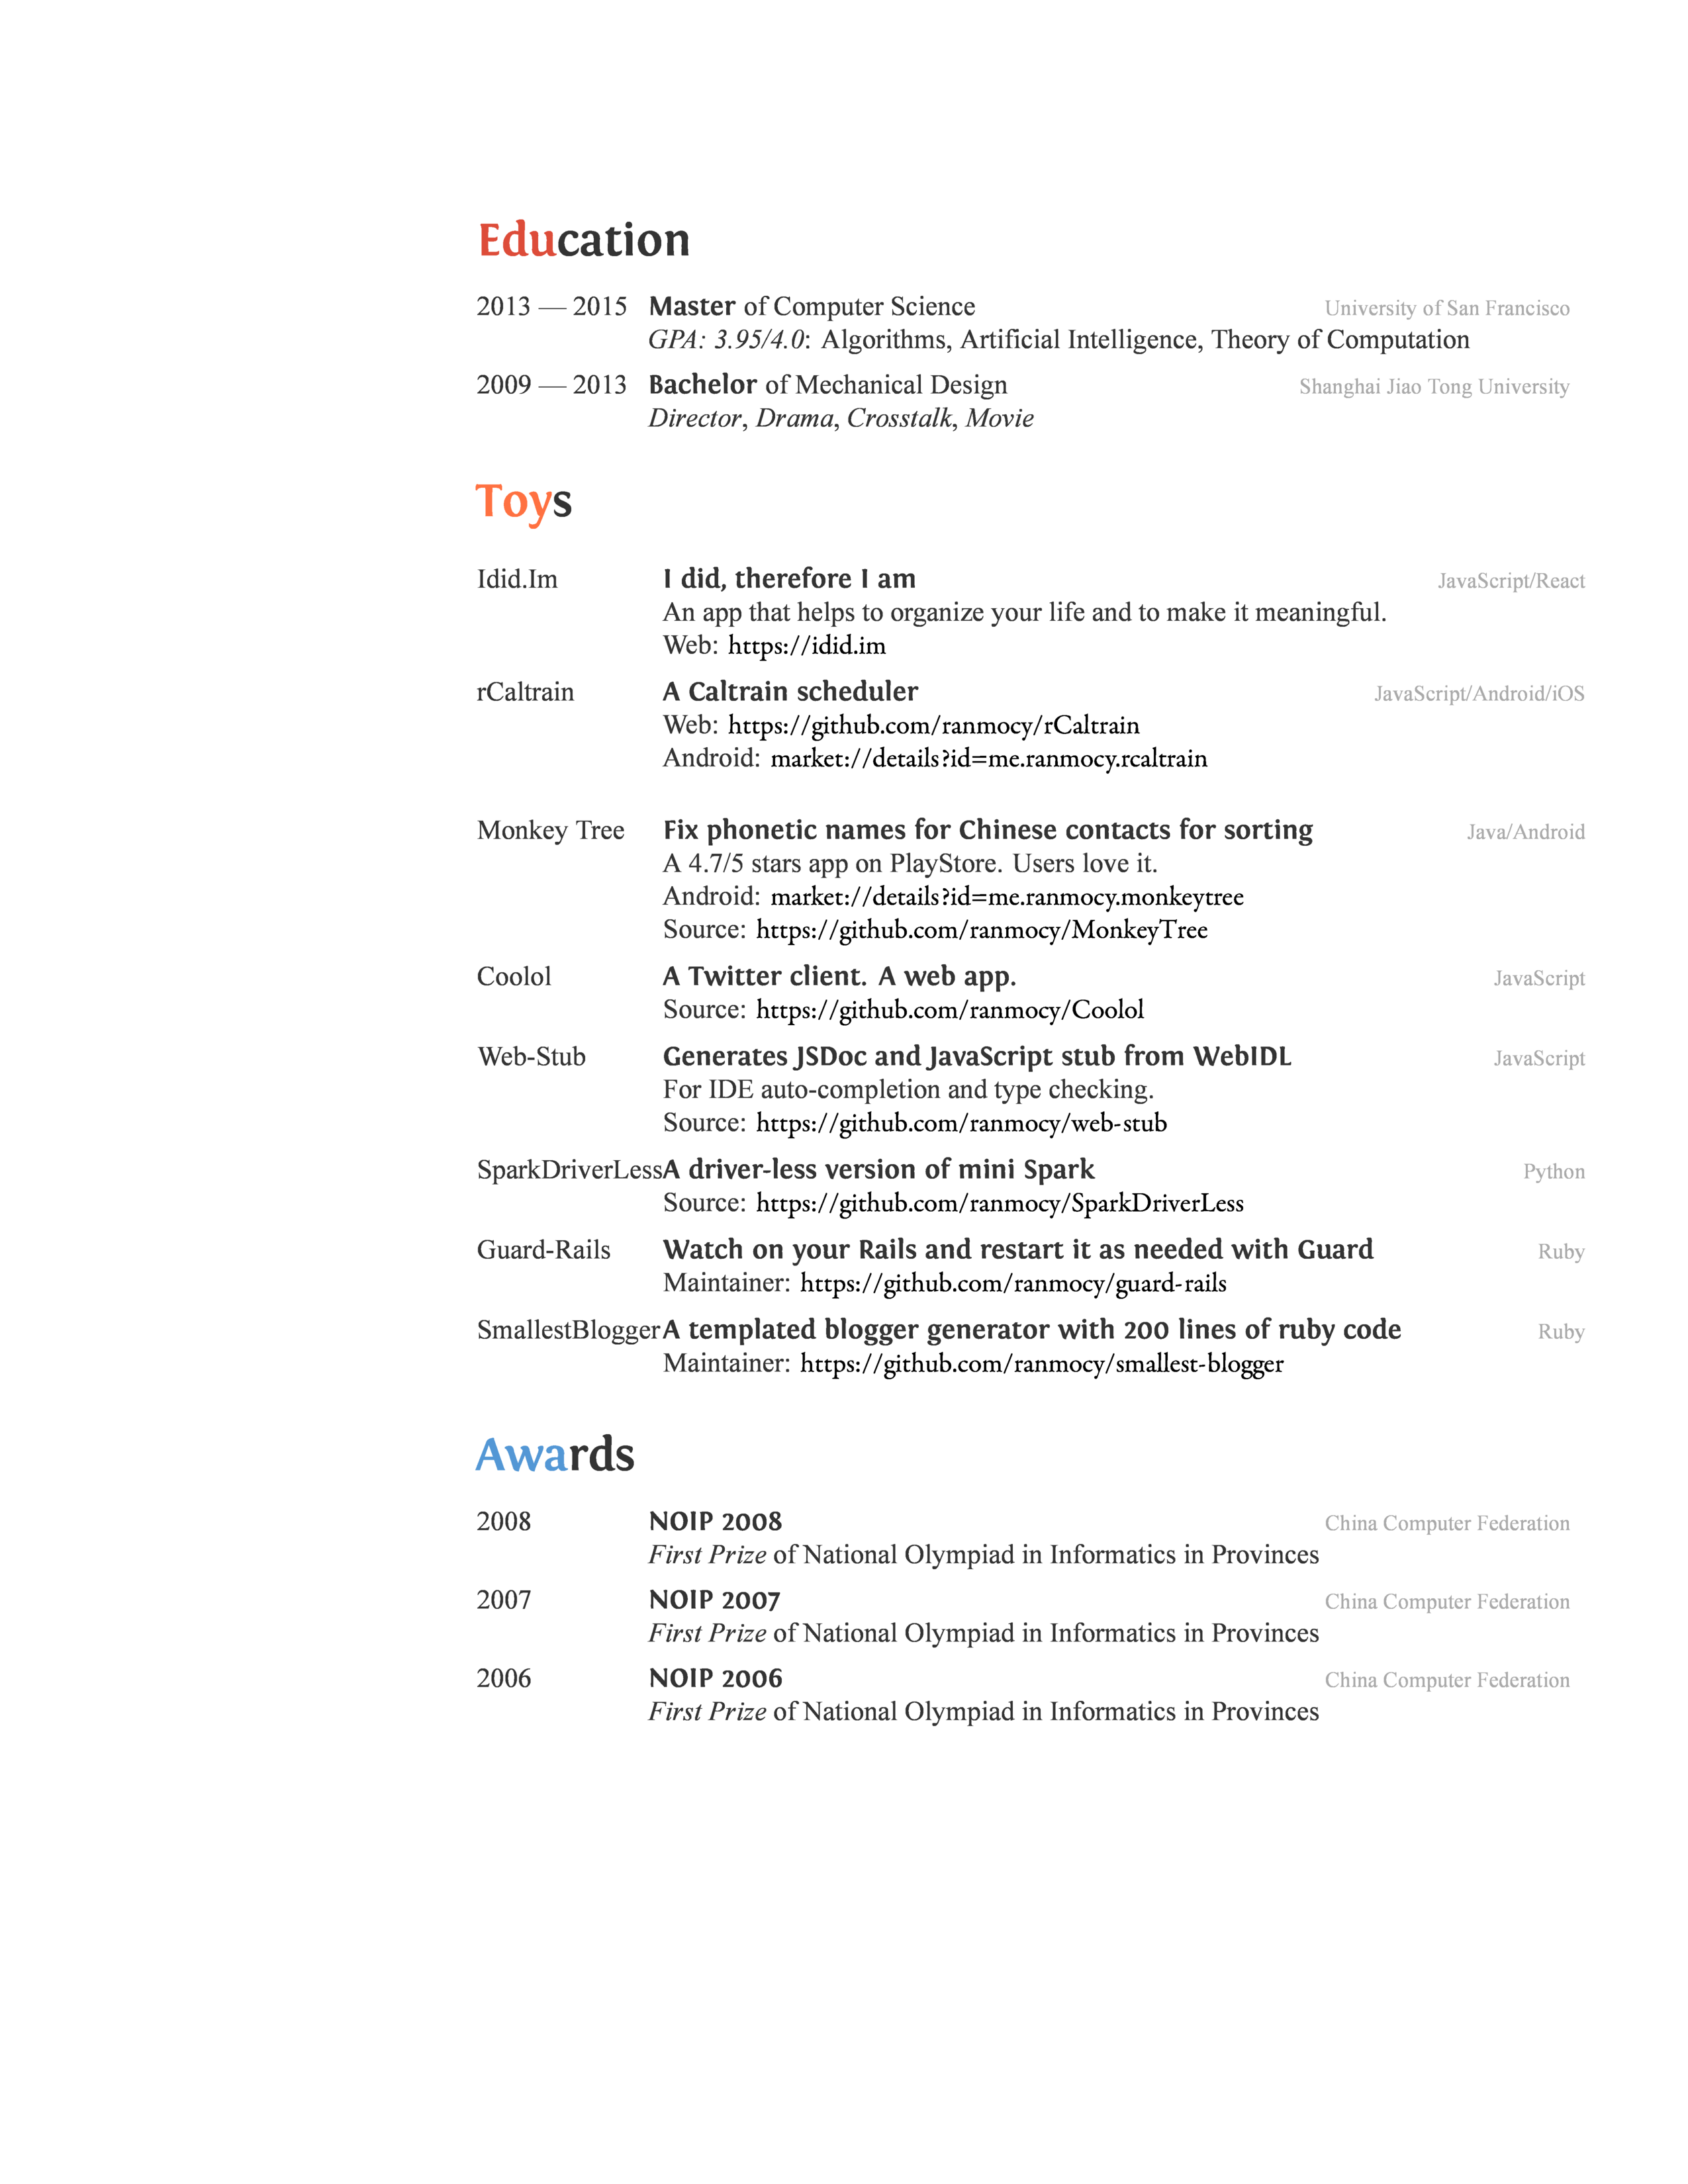 Education
2013 — 2015 Master of Computer Science University of San Francisco
GPA: 3.95/4.0: Algorithms, Artificial Intelligence, Theory of Computation
2009 — 2013 Bachelor of Mechanical Design Shanghai Jiao Tong University
Director, Drama, Crosstalk, Movie
Toys
Idid.Im I did, therefore I am JavaScript/React
An app that helps to organize your life and to make it meaningful.
Web: https://idid.im
rCaltrain A Caltrain scheduler JavaScript/Android/iOS
Web: https://github.com/ranmocy/rCaltrain
Android: market://details?id=me.ranmocy.rcaltrain
Monkey Tree Fix phonetic names for Chinese contacts for sorting Java/Android
A 4.7/5 stars app on PlayStore. Users love it.
Android: market://details?id=me.ranmocy.monkeytree
Source: https://github.com/ranmocy/MonkeyTree
Coolol A Twitter client. A web app. JavaScript
Source: https://github.com/ranmocy/Coolol
Web-Stub Generates JSDoc and JavaScript stub from WebIDL JavaScript
For IDE auto-completion and type checking.
Source: https://github.com/ranmocy/web-stub
SparkDriverLess A driver-less version of mini Spark Python
Source: https://github.com/ranmocy/SparkDriverLess
Guard-Rails Watch on your Rails and restart it as needed with Guard Ruby
Maintainer: https://github.com/ranmocy/guard-rails
SmallestBlogger A templated blogger generator with 200 lines of ruby code Ruby
Maintainer: https://github.com/ranmocy/smallest-blogger
Awards
2008 NOIP 2008 China Computer Federation
First Prize of National Olympiad in Informatics in Provinces
2007 NOIP 2007 China Computer Federation
First Prize of National Olympiad in Informatics in Provinces
2006 NOIP 2006 China Computer Federation
First Prize of National Olympiad in Informatics in Provinces